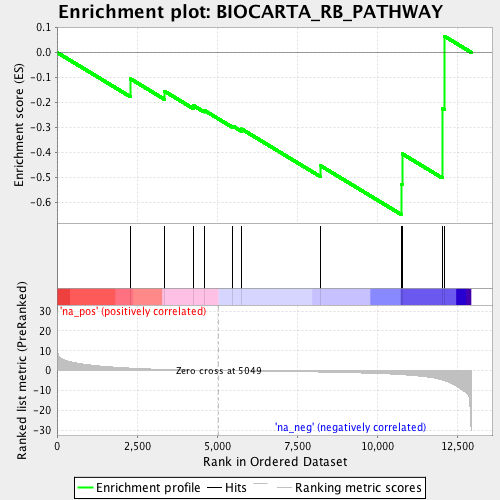 Enrichment plot: BIOCARTA_RB_PATHWAY
Enrichment score (ES)
0.1
0.0
-0.1
-0.2
-0.3
-0.4
-0.5
-0.6
'na_pos' (positively correlated)
Ranked list metric (PreRanked)
30
20
10
0
-10
-20
-30
Zero cross at 5049
'na_neg' (negatively correlated)
0 2,500 5,000 7,500 10,000 12,500
Rank in Ordered Dataset
Enrichment profile Hits Ranking metric scores